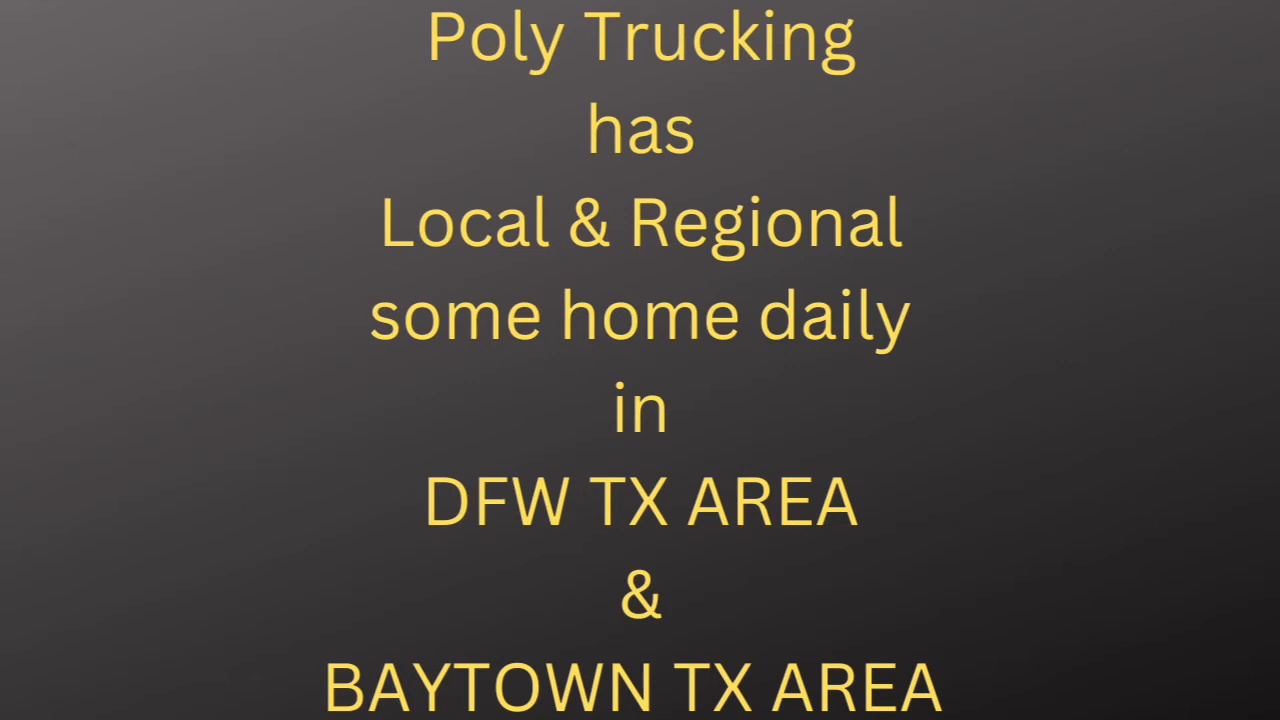 Poly Trucking
has
Local & Regional
some home daily
in
DFW TX AREA
&
BAYTOWN TX AREA